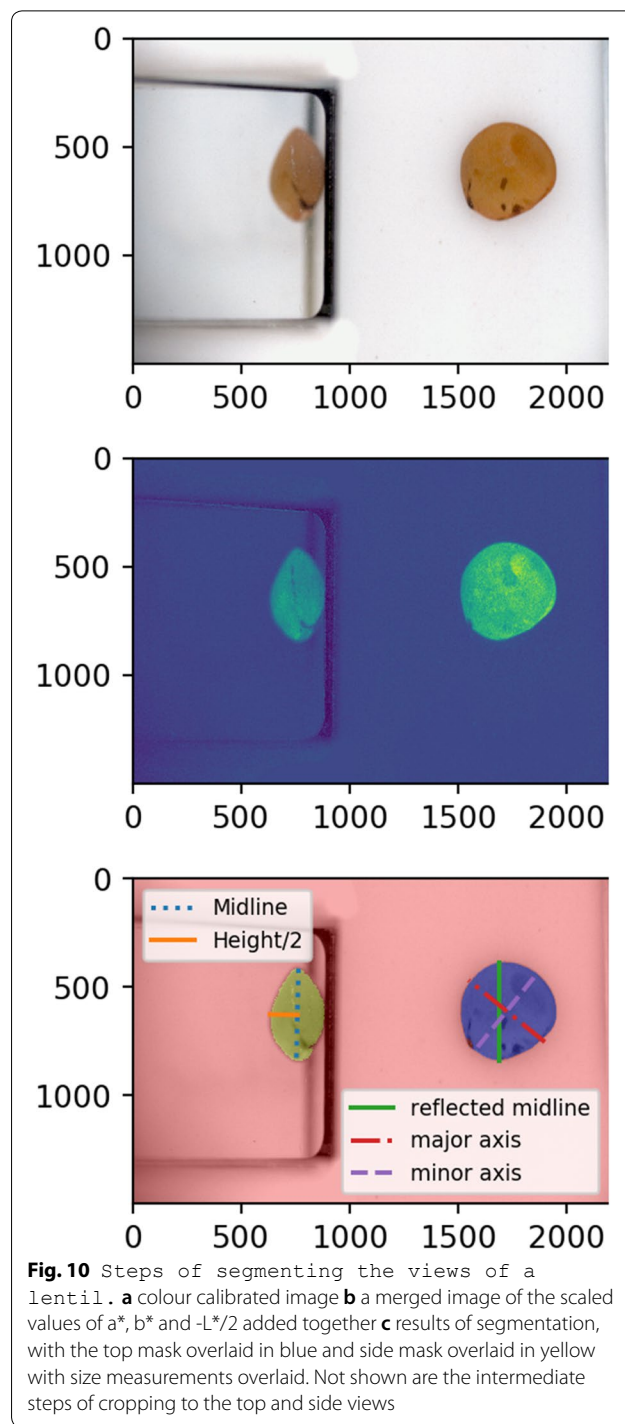 0
500
1000
0 500 1000 1500 2000
0
500
1000
0 500 1000 1500 2000
0
Midline
Height/2
500
1000
reflected midline
major axis
minor axis
0 500 1000 1500 2000
Fig. 10 Steps of segmenting the views of a
lentil. a colour calibrated image b a merged image of the scaled
values of a*, b* and -L*/2 added together c results of segmentation,
with the top mask overlaid in blue and side mask overlaid in yellow
with size measurements overlaid. Not shown are the intermediate
steps of cropping to the top and side views